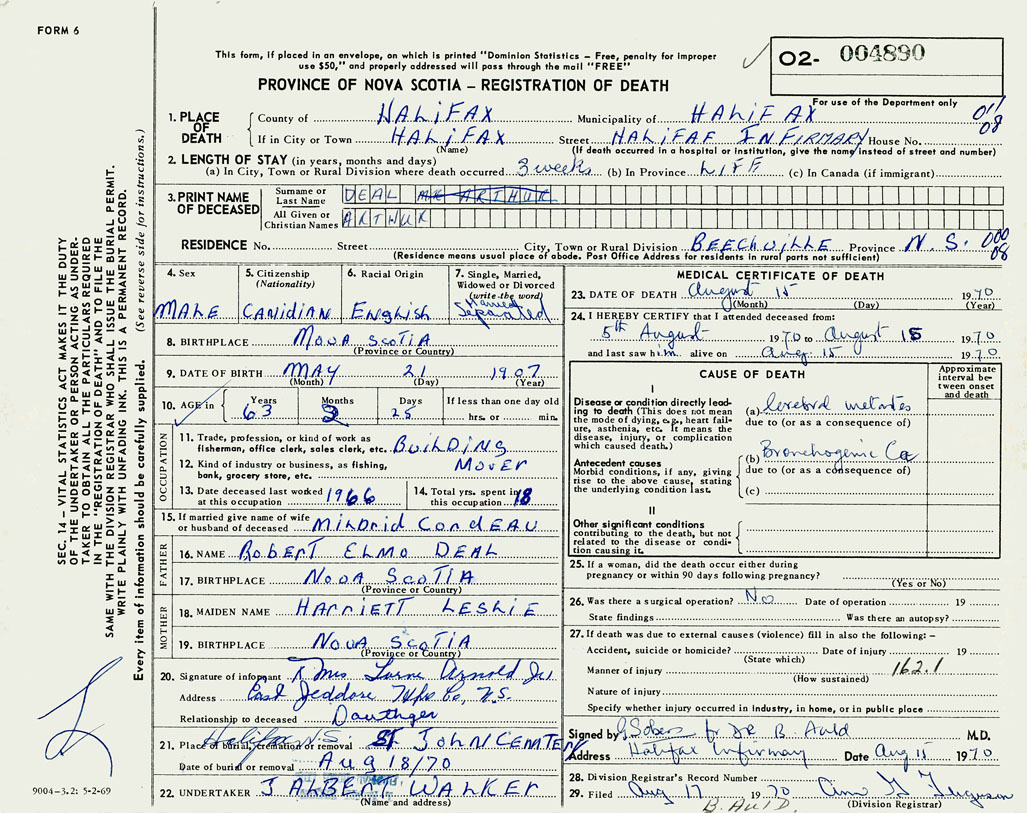 FORM 6
This form, if placed in an envelope, on which is printed "Dominion Statistics – Free, penalty for improper
use $50," and properly addressed will pass through the mail "FREE"
PROVINCE OF NOVA SCOTIA – REGISTRATION OF DEATH
02- 004890
For use of the Department only
011
08
1. PLACE OF DEATH
County of HALiFAX Municipality of HALiFAX
If in City or Town HALiFAX Street HALiFAF INFIRMARY House No.
(Name) (If death occurred in a hospital or institution, give the name instead of street and number)
2. LENGTH OF STAY (in years, months and days)
(a) In City, Town or Rural Division where death occurred 3 weeks (b) In Province LIFE (c) In Canada (if immigrant)
3. PRINT NAME OF DECEASED
Surname or Last Name DEAL MR ARTHUR
All Given or Christian Names ARTHUR
RESIDENCE No. Street City, Town or Rural Division BEECHVILLE Province N.S. 000
08
(Residence means usual place of abode. Post Office Address for residents in rural parts not sufficient)
4. Sex MALE
5. Citizenship (Nationality) CANIDIAN
6. Racial Origin ENGLISH
7. Single, Married, Widowed or Divorced (write the word) Married Separated
8. BIRTHPLACE NOVA SCOTIA
(Province or Country)
9. DATE OF BIRTH MAY 21 1907
(Month) (Day) (Year)
10. AGE in Years 63 Months 2 Days 25 If less than one day old hrs. or min.
OCCUPATION
11. Trade, profession, or kind of work as fisherman, office clerk, sales clerk, etc. BUILDING
12. Kind of industry or business, as fishing, bank, grocery store, etc. MOVER
13. Date deceased last worked at this occupation 1966
14. Total yrs. spent in this occupation 18
15. If married give name of wife or husband of deceased MILDRID CONDEAU
FATHER
16. NAME ROBERT ELMO DEAL
17. BIRTHPLACE NOVA SCOTIA
(Province or Country)
MOTHER
18. MAIDEN NAME HARRIETT LESLIE
19. BIRTHPLACE NOVA SCOTIA
(Province or Country)
20. Signature of informant X Mrs Lorne Arnold Jr
Address East Jeddore Hfx Co, N.S.
Relationship to deceased Dauthger
21. Place of burial, cremation or removal Halifax N.S. ST JOHN CEMATERY
Date of burial or removal Aug 18/70
22. UNDERTAKER J ALBERT WALKER
(Name and address)
MEDICAL CERTIFICATE OF DEATH
23. DATE OF DEATH August 15 1970
(Month) (Day) (Year)
24. I HEREBY CERTIFY that I attended deceased from:
5th August 1970 to August 15 1970
and last saw him alive on Aug. 15 1970
CAUSE OF DEATH
Approximate interval between onset and death
I
Disease or condition directly leading to death (This does not mean the mode of dying, e.g., heart failure, asthenia, etc. It means the disease, injury, or complication which caused death.)
(a) Cerebral metastes
due to (or as a consequence of)
Antecedent causes
Morbid conditions, if any, giving rise to the above cause, stating the underlying condition last.
(b) Bronchogenic Ca
due to (or as a consequence of)
(c)
II
Other significant conditions contributing to the death, but not related to the disease or condition causing it.
25. If a woman, did the death occur either during pregnancy or within 90 days following pregnancy?
(Yes or No)
26. Was there a surgical operation? No Date of operation 19
State findings Was there an autopsy?
27. If death was due to external causes (violence) fill in also the following: –
Accident, suicide or homicide? Date of injury 19
(State which)
Manner of injury 162.1
(How sustained)
Nature of injury
Specify whether injury occurred in industry, in home, or in public place
Signed by G Sobers for DR B. Auld M.D.
Address Halifax Infirmary Date Aug 15 1970
28. Division Registrar's Record Number
29. Filed Aug 17 1970 Ferguson
B. AULD. (Division Registrar)
SEC. 14 – VITAL STATISTICS ACT MAKES IT THE DUTY
OF THE UNDERTAKER OR PERSON ACTING AS UNDER-
TAKER TO OBTAIN ALL THE PARTICULARS REQUIRED
IN THE "REGISTRATION OF DEATH" AND TO FILE THE
SAME WITH THE DIVISION REGISTRAR WHO SHALL ISSUE THE BURIAL PERMIT.
WRITE PLAINLY WITH UNFADING INK. THIS IS A PERMANENT RECORD.
Every item of information should be carefully supplied. (See reverse side for instructions.)
9004-3.2: 5-2-69